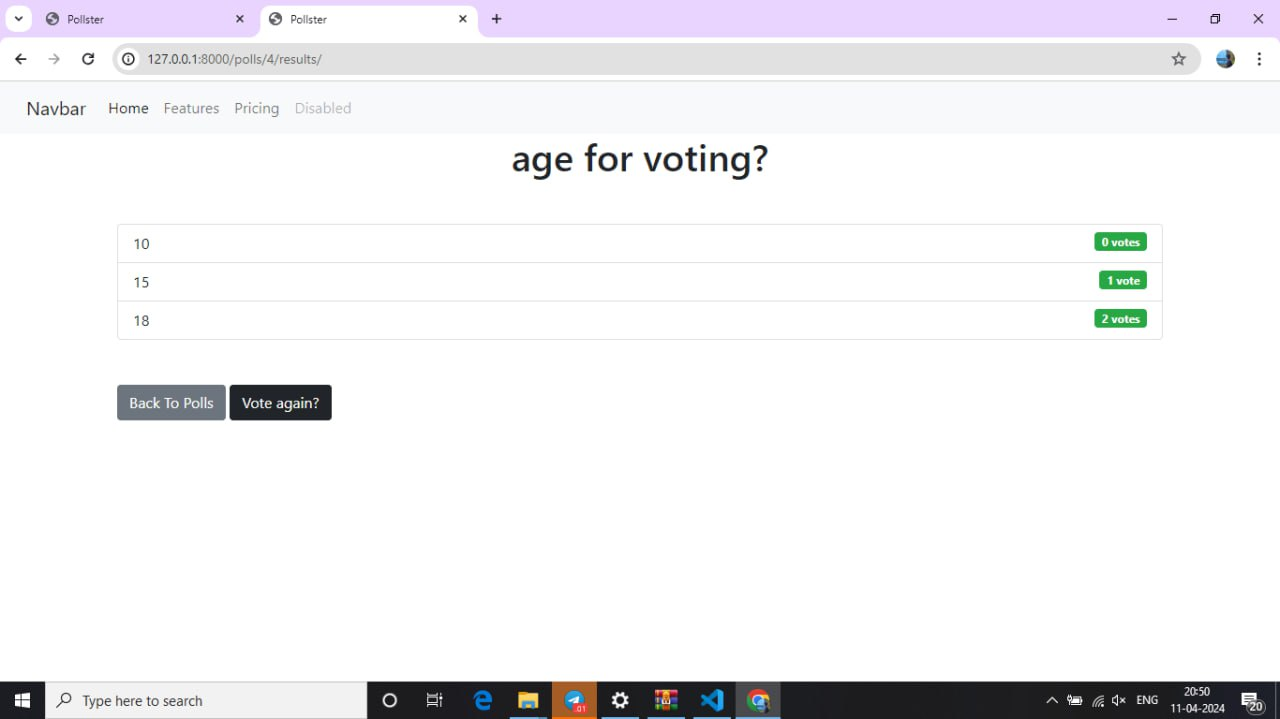 Pollster
Pollster
127.0.0.1:8000/polls/4/results/
Navbar Home Features Pricing Disabled
age for voting?
10 0 votes
15 1 vote
18 2 votes
Back To Polls Vote again?
Type here to search
ENG
20:50
11-04-2024
20